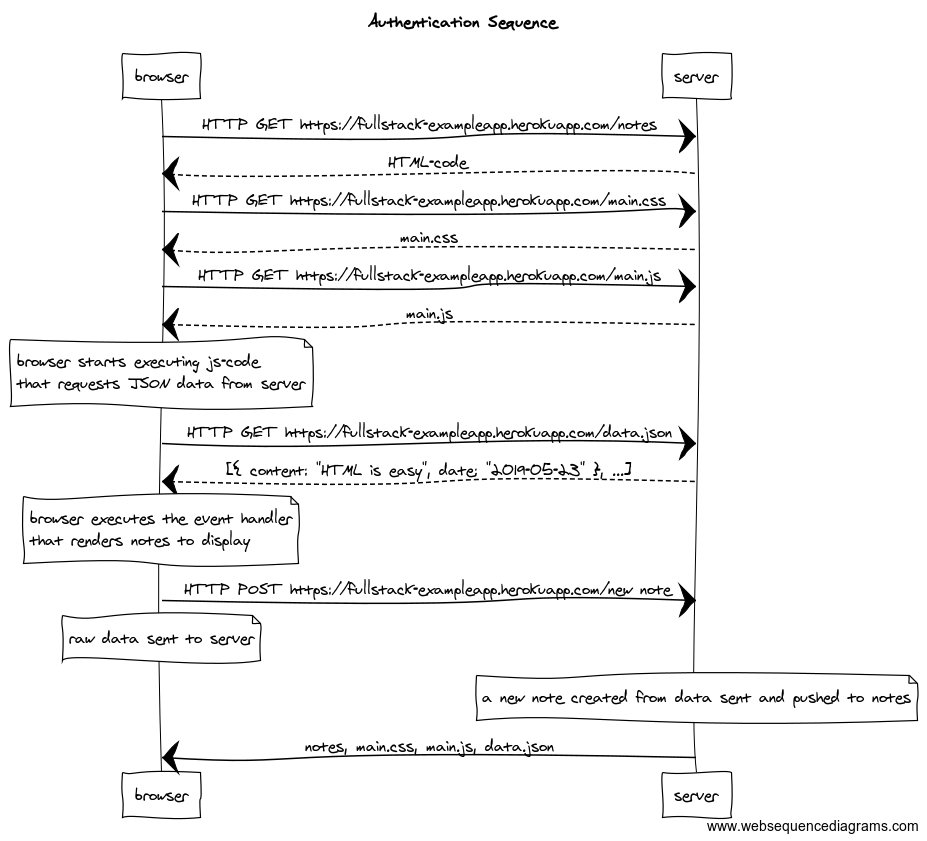 Authentication Sequence
browser
server
HTTP GET https://fullstack-exampleapp.herokuapp.com/notes
HTML-code
HTTP GET https://fullstack-exampleapp.herokuapp.com/main.css
main.css
HTTP GET https://fullstack-exampleapp.herokuapp.com/main.js
main.js
browser starts executing js-code
that requests JSON data from server
HTTP GET https://fullstack-exampleapp.herokuapp.com/data.json
[{ content: "HTML is easy", date: "2019-05-23" }, ...]
browser executes the event handler
that renders notes to display
HTTP POST https://fullstack-exampleapp.herokuapp.com/new note
raw data sent to server
a new note created from data sent and pushed to notes
notes, main.css, main.js, data.json
browser
server
www.websequencediagrams.com